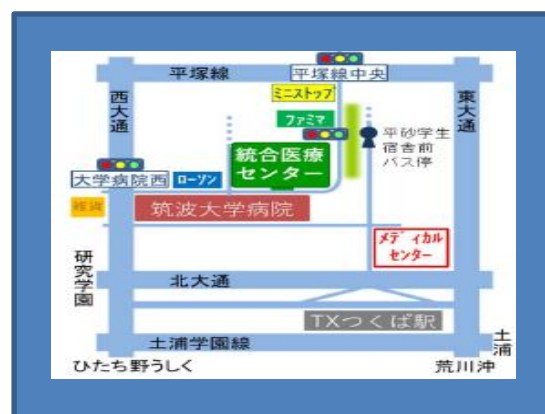 平塚線
平塚線中央
ミニストップ
西大通
東大通
ファミマ
平砂学生
宿舎前
バス停
統合医療
センター
大学病院西
ローソン
雑貨
筑波大学病院
メディカル
センター
研究学園
北大通
TXつくば駅
土浦学園線
土浦
ひたち野うしく
荒川沖